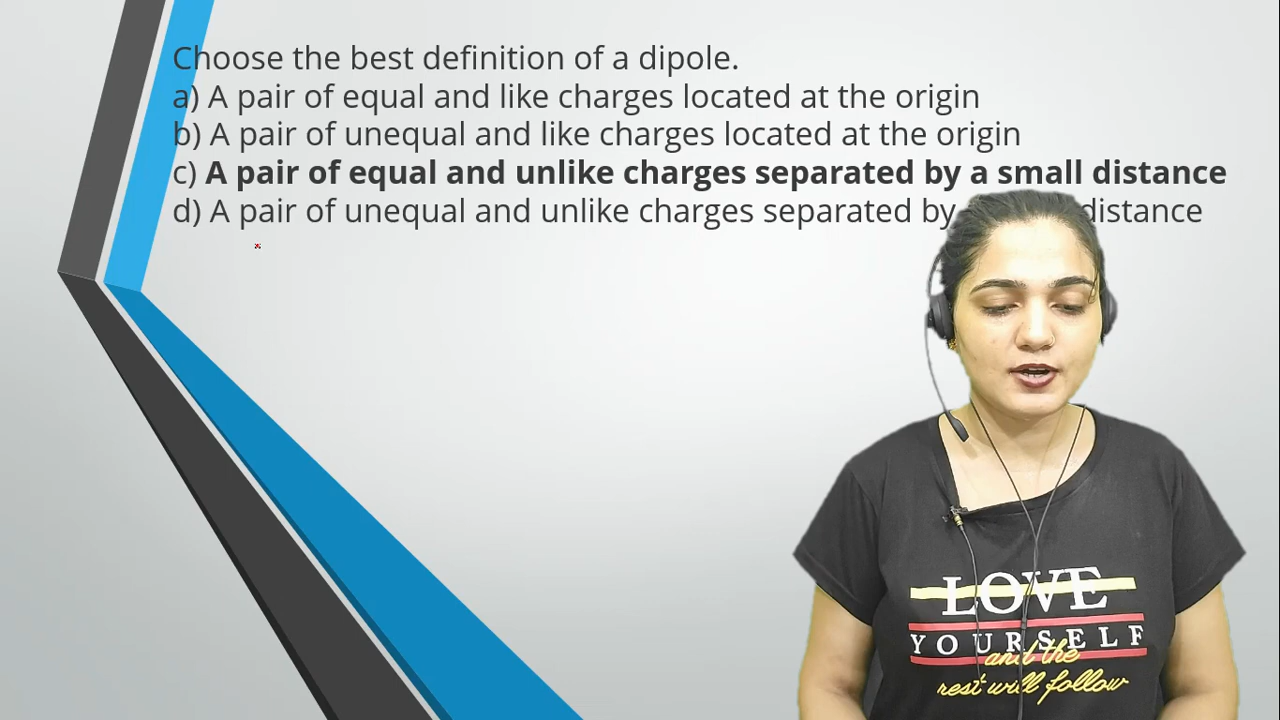 Choose the best definition of a dipole.
a) A pair of equal and like charges located at the origin
b) A pair of unequal and like charges located at the origin
c) A pair of equal and unlike charges separated by a small distance
d) A pair of unequal and unlike charges separated by distance
LOVE
YOURSELF
and the
rest will follow